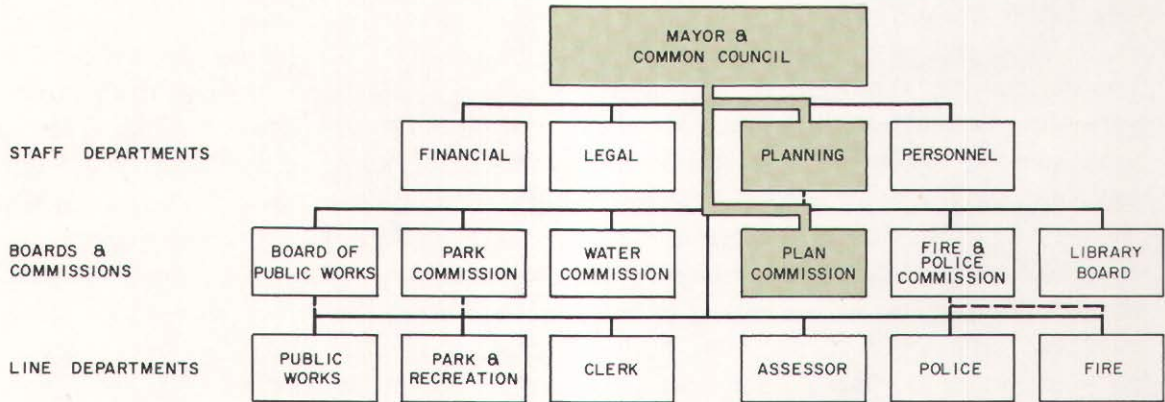 MAYOR &
COMMON COUNCIL
STAFF DEPARTMENTS
FINANCIAL
LEGAL
PLANNING
PERSONNEL
BOARDS &
COMMISSIONS
BOARD OF
PUBLIC WORKS
PARK
COMMISSION
WATER
COMMISSION
PLAN
COMMISSION
FIRE &
POLICE
COMMISSION
LIBRARY
BOARD
LINE DEPARTMENTS
PUBLIC
WORKS
PARK &
RECREATION
CLERK
ASSESSOR
POLICE
FIRE